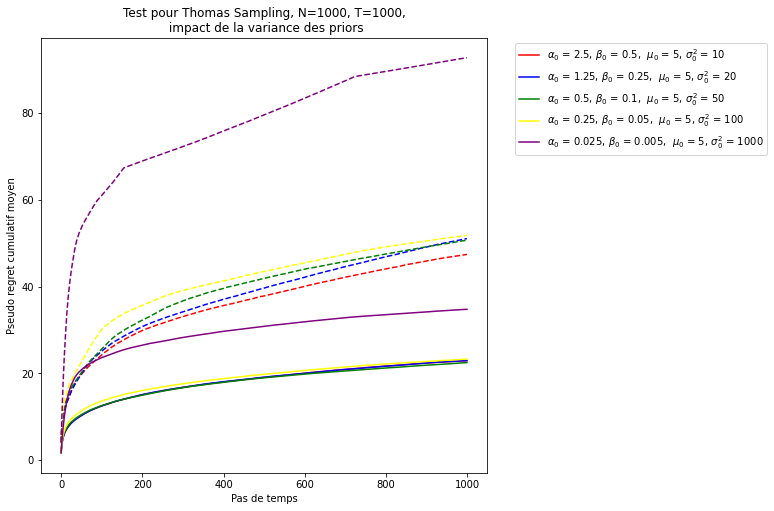 Test pour Thomas Sampling, N=1000, T=1000,
impact de la variance des priors
α₀ = 2.5, β₀ = 0.5, μ₀ = 5, σ₀² = 10
α₀ = 1.25, β₀ = 0.25, μ₀ = 5, σ₀² = 20
α₀ = 0.5, β₀ = 0.1, μ₀ = 5, σ₀² = 50
α₀ = 0.25, β₀ = 0.05, μ₀ = 5, σ₀² = 100
α₀ = 0.025, β₀ = 0.005, μ₀ = 5, σ₀² = 1000
Pseudo regret cumulatif moyen
80
60
40
20
0
0 200 400 600 800 1000
Pas de temps